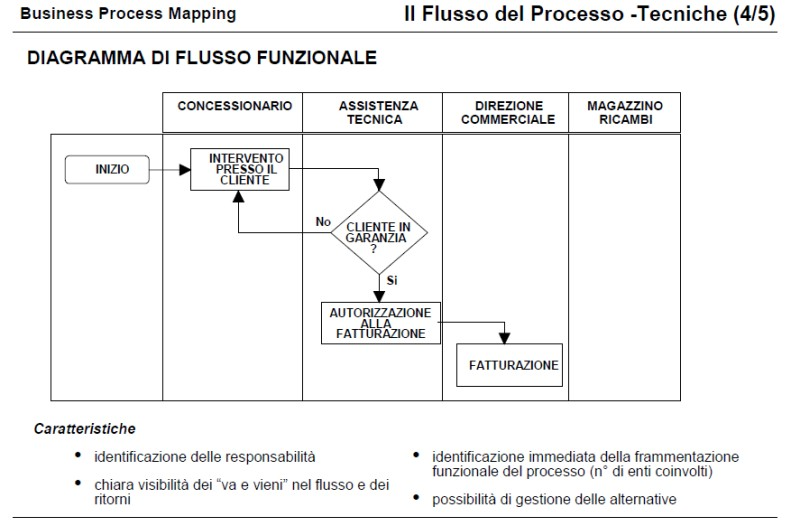 Business Process Mapping
Il Flusso del Processo -Tecniche (4/5)
DIAGRAMMA DI FLUSSO FUNZIONALE
CONCESSIONARIO
ASSISTENZA
TECNICA
DIREZIONE
COMMERCIALE
MAGAZZINO
RICAMBI
INIZIO
INTERVENTO
PRESSO IL
CLIENTE
No
CLIENTE IN
GARANZIA
?
Si
AUTORIZZAZIONE
ALLA
FATTURAZIONE
FATTURAZIONE
Caratteristiche
• identificazione delle responsabilità
• chiara visibilità dei “va e vieni” nel flusso e dei
ritorni
• identificazione immediata della frammentazione
funzionale del processo (n° di enti coinvolti)
• possibilità di gestione delle alternative